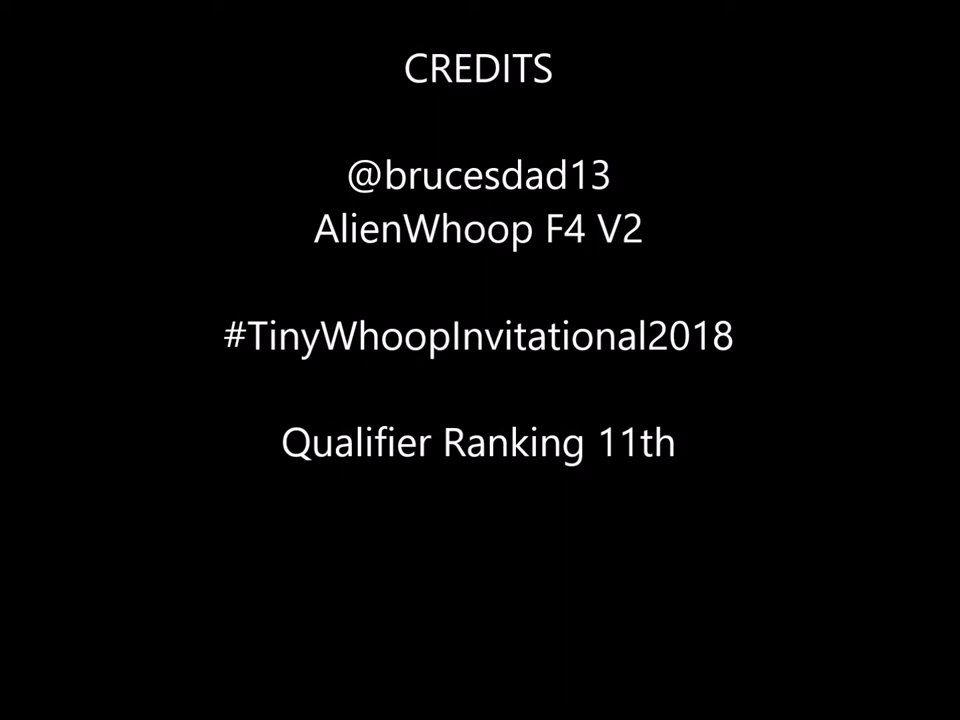 CREDITS
@brucesdad13
AlienWhoop F4 V2
#TinyWhoopInvitational2018
Qualifier Ranking 11th